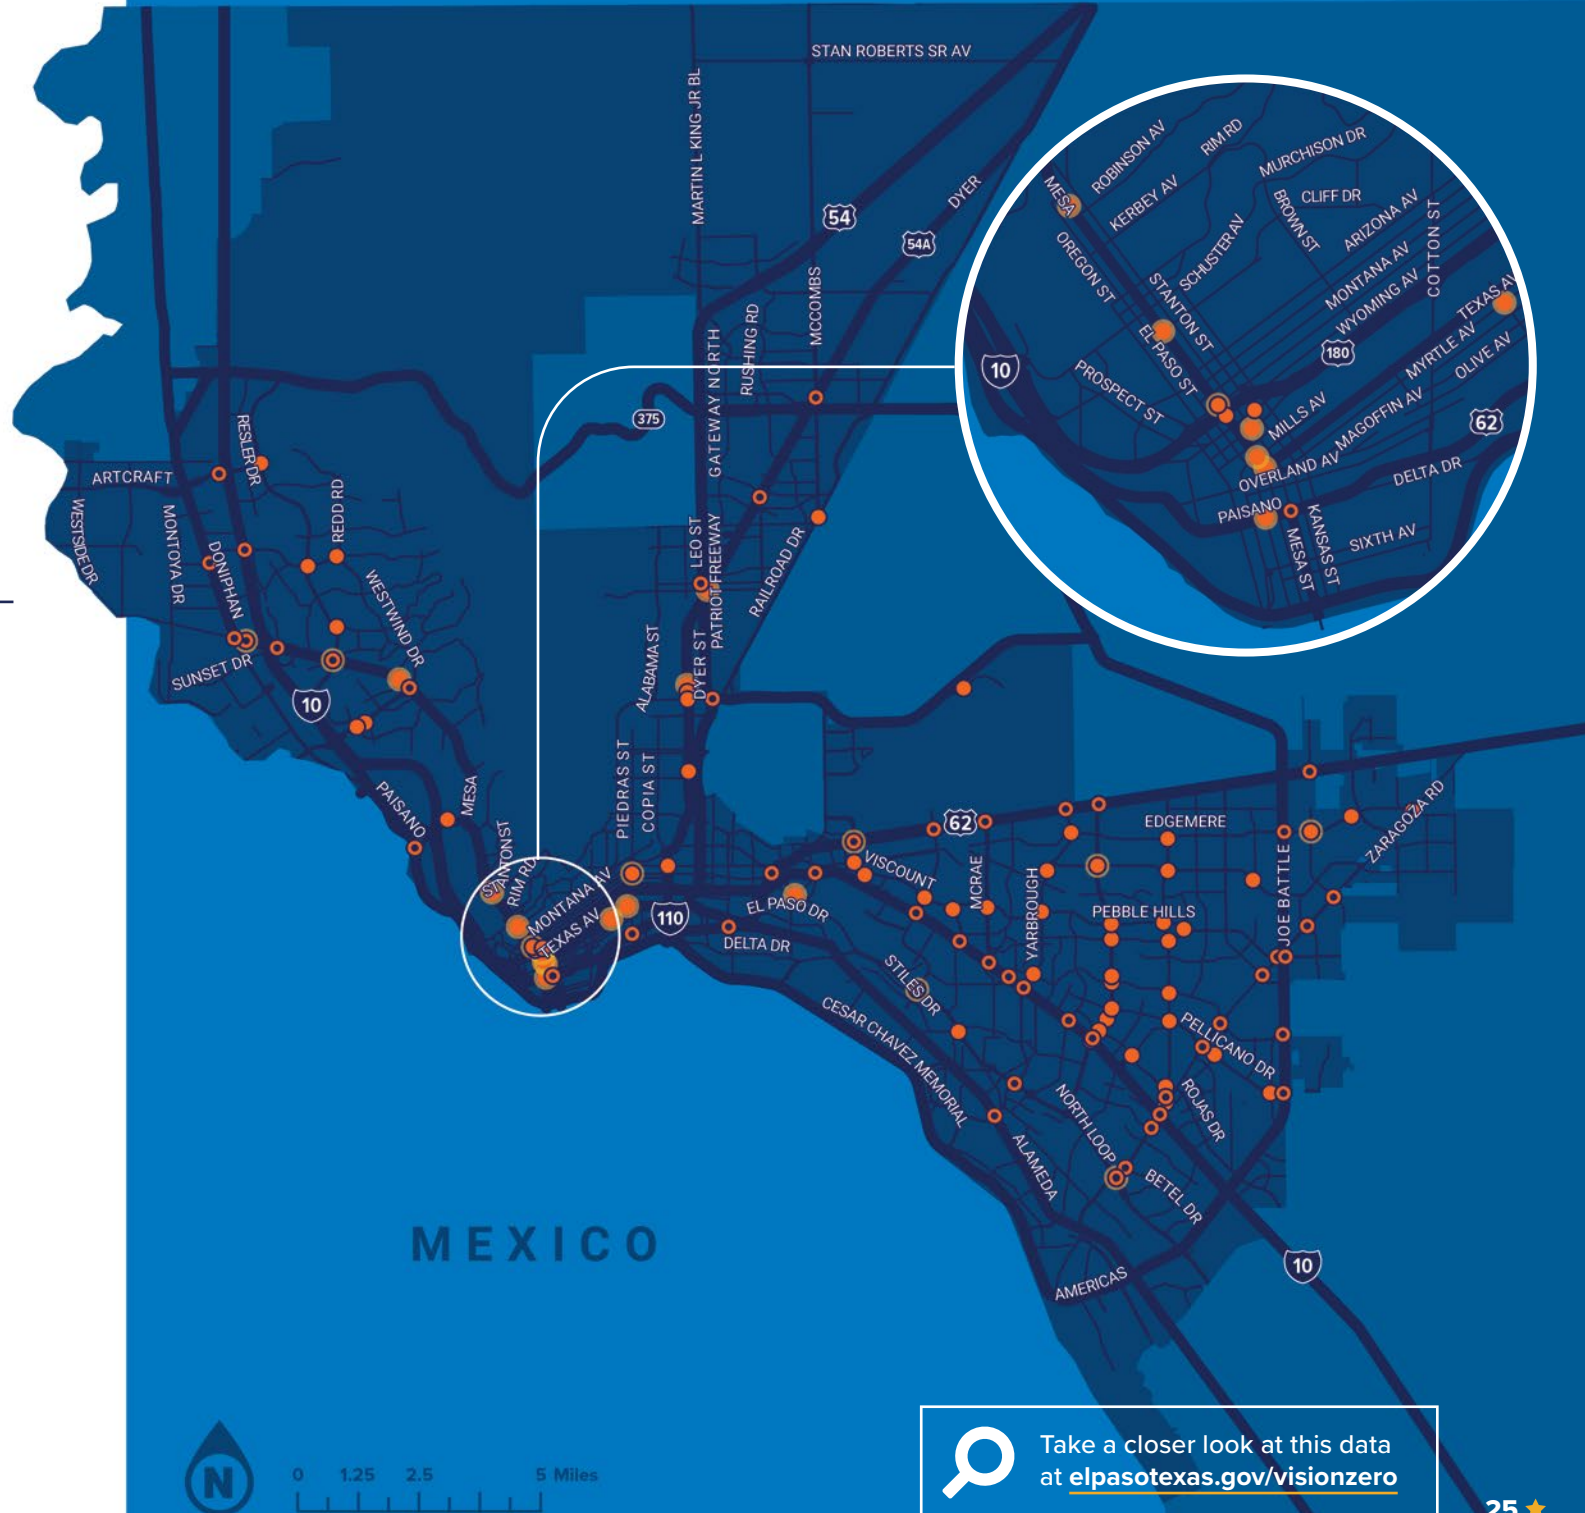 STAN ROBERTS SR AV
MARTIN L KING JR BL
54
DYER
54A
MCCOMBS
RUSHING RD
GATEWAY NORTH
375
MESA
ROBINSON AV
RIM RD
MURCHISON DR
KERBEY AV
CLIFF DR
BROWN ST
ARIZONA AV
COTTON ST
OREGON ST
SCHUSTER AV
STANTON ST
MONTANA AV
WYOMING AV
TEXAS AV
EL PASO ST
180
MYRTLE AV
OLIVE AV
10
PROSPECT ST
MILLS AV
MAGOFFIN AV
62
OVERLAND AV
DELTA DR
PAISANO
KANSAS ST
MESA ST
SIXTH AV
RESLER DR
ARTCRAFT
REDD RD
WESTSIDE DR
MONTOYA DR
DONIPHAN
WESTWIND DR
SUNSET DR
10
LEO ST
PATRIOT FREEWAY
RAILROAD DR
ALABAMA ST
DYER ST
PIEDRAS ST
COPIA ST
PAISANO
MESA
STANTON ST
RIM RD
MONTANA AV
TEXAS AV
ST
110
EL PASO DR
DELTA DR
62
VISCOUNT
MCRAE
YARBROUGH
EDGEMERE
PEBBLE HILLS
JOE BATTLE
ZARAGOZA RD
STILES DR
CESAR CHAVEZ MEMORIAL
PELLICANO DR
ROJAS DR
NORTH LOOP
ALAMEDA
BETEL DR
AMERICAS
10
MEXICO
N
0 1.25 2.5 5 Miles
Take a closer look at this data
at elpasotexas.gov/visionzero
25